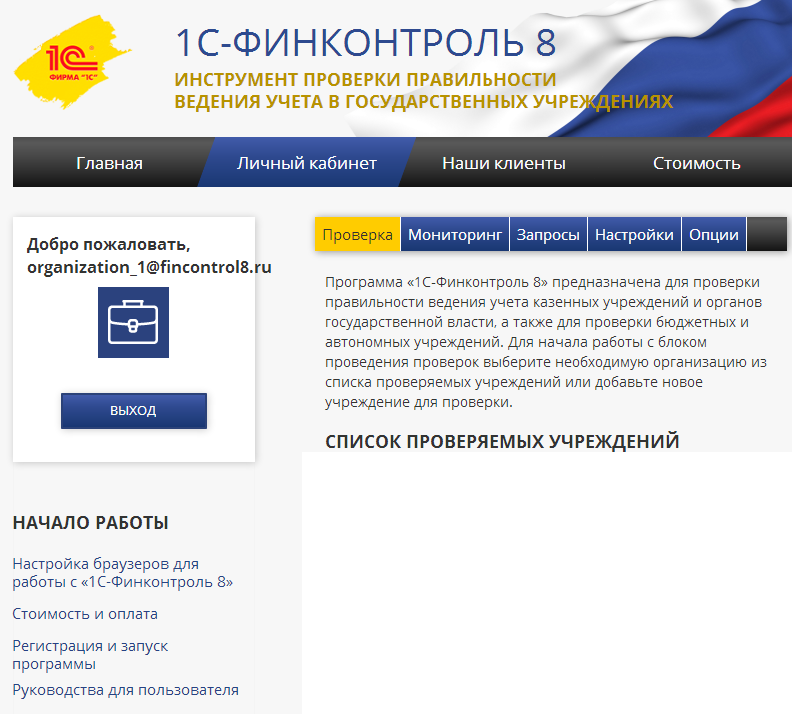 1С®
ФИРМА "1С"
1С-ФИНКОНТРОЛЬ 8
ИНСТРУМЕНТ ПРОВЕРКИ ПРАВИЛЬНОСТИ
ВЕДЕНИЯ УЧЕТА В ГОСУДАРСТВЕННЫХ УЧРЕЖДЕНИЯХ
Главная
Личный кабинет
Наши клиенты
Стоимость
Добро пожаловать,
organization_1@fincontrol8.ru
ВЫХОД
НАЧАЛО РАБОТЫ
Настройка браузеров для
работы с «1С-Финконтроль 8»
Стоимость и оплата
Регистрация и запуск
программы
Руководства для пользователя
Проверка
Мониторинг
Запросы
Настройки
Опции
Программа «1С-Финконтроль 8» предназначена для проверки
правильности ведения учета казенных учреждений и органов
государственной власти, а также для проверки бюджетных и
автономных учреждений. Для начала работы с блоком
проведения проверок выберите необходимую организацию из
списка проверяемых учреждений или добавьте новое
учреждение для проверки.
СПИСОК ПРОВЕРЯЕМЫХ УЧРЕЖДЕНИЙ